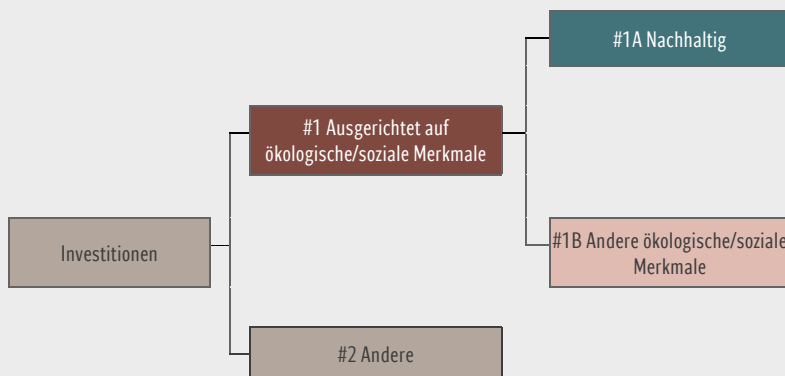 #1A Nachhaltig
#1 Ausgerichtet auf
ökologische/soziale Merkmale
Investitionen
#1B Andere ökologische/soziale
Merkmale
#2 Andere